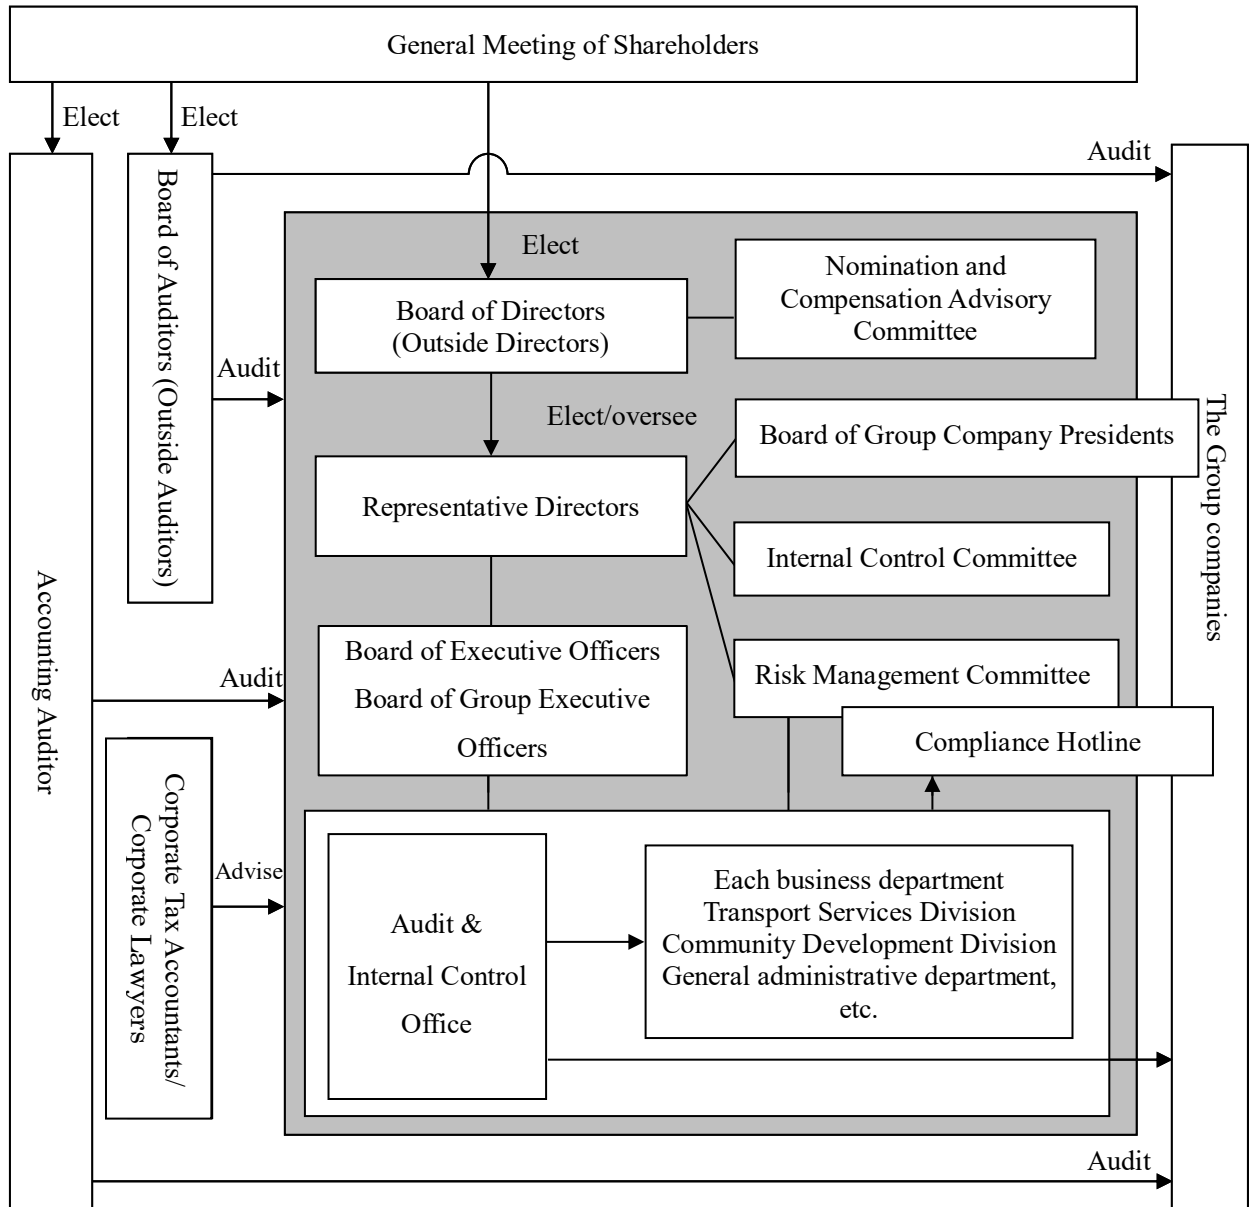 General Meeting of Shareholders
Elect
Elect
Audit
Board of Auditors (Outside Auditors)
Elect
Nomination and
Compensation Advisory
Committee
Board of Directors
(Outside Directors)
Audit
Elect/oversee
Board of Group Company Presidents
The Group companies
Representative Directors
Internal Control Committee
Accounting Auditor
Board of Executive Officers
Board of Group Executive
Officers
Risk Management Committee
Audit
Compliance Hotline
Corporate Tax Accountants/
Corporate Lawyers
Advise
Audit &
Internal Control
Office
Each business department
Transport Services Division
Community Development Division
General administrative department,
etc.
Audit